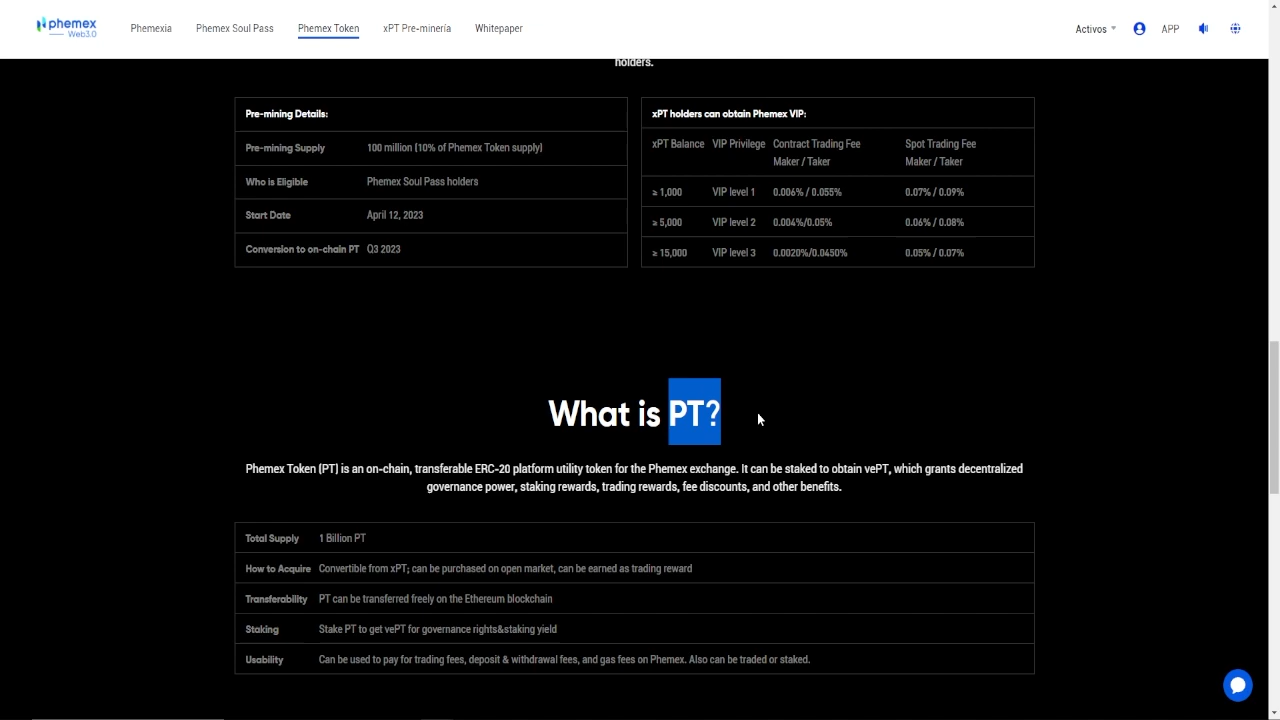 phemex
Web3.0
Phemexia
Phemex Soul Pass
Phemex Token
xPT Pre-minería
Whitepaper
Activos
APP
holders.
Pre-mining Details:
Pre-mining Supply 100 million (10% of Phemex Token supply)
Who is Eligible Phemex Soul Pass holders
Start Date April 12, 2023
Conversion to on-chain PT Q3 2023
xPT holders can obtain Phemex VIP:
xPT Balance VIP Privilege Contract Trading Fee Spot Trading Fee
Maker / Taker Maker / Taker
≥ 1,000 VIP level 1 0.006% / 0.055% 0.07% / 0.09%
≥ 5,000 VIP level 2 0.004%/0.05% 0.06% / 0.08%
≥ 15,000 VIP level 3 0.0020%/0.0450% 0.05% / 0.07%
What is PT?
Phemex Token (PT) is an on-chain, transferable ERC-20 platform utility token for the Phemex exchange. It can be staked to obtain vePT, which grants decentralized
governance power, staking rewards, trading rewards, fee discounts, and other benefits.
Total Supply 1 Billion PT
How to Acquire Convertible from xPT; can be purchased on open market, can be earned as trading reward
Transferability PT can be transferred freely on the Ethereum blockchain
Staking Stake PT to get vePT for governance rights&staking yield
Usability Can be used to pay for trading fees, deposit & withdrawal fees, and gas fees on Phemex. Also can be traded or staked.